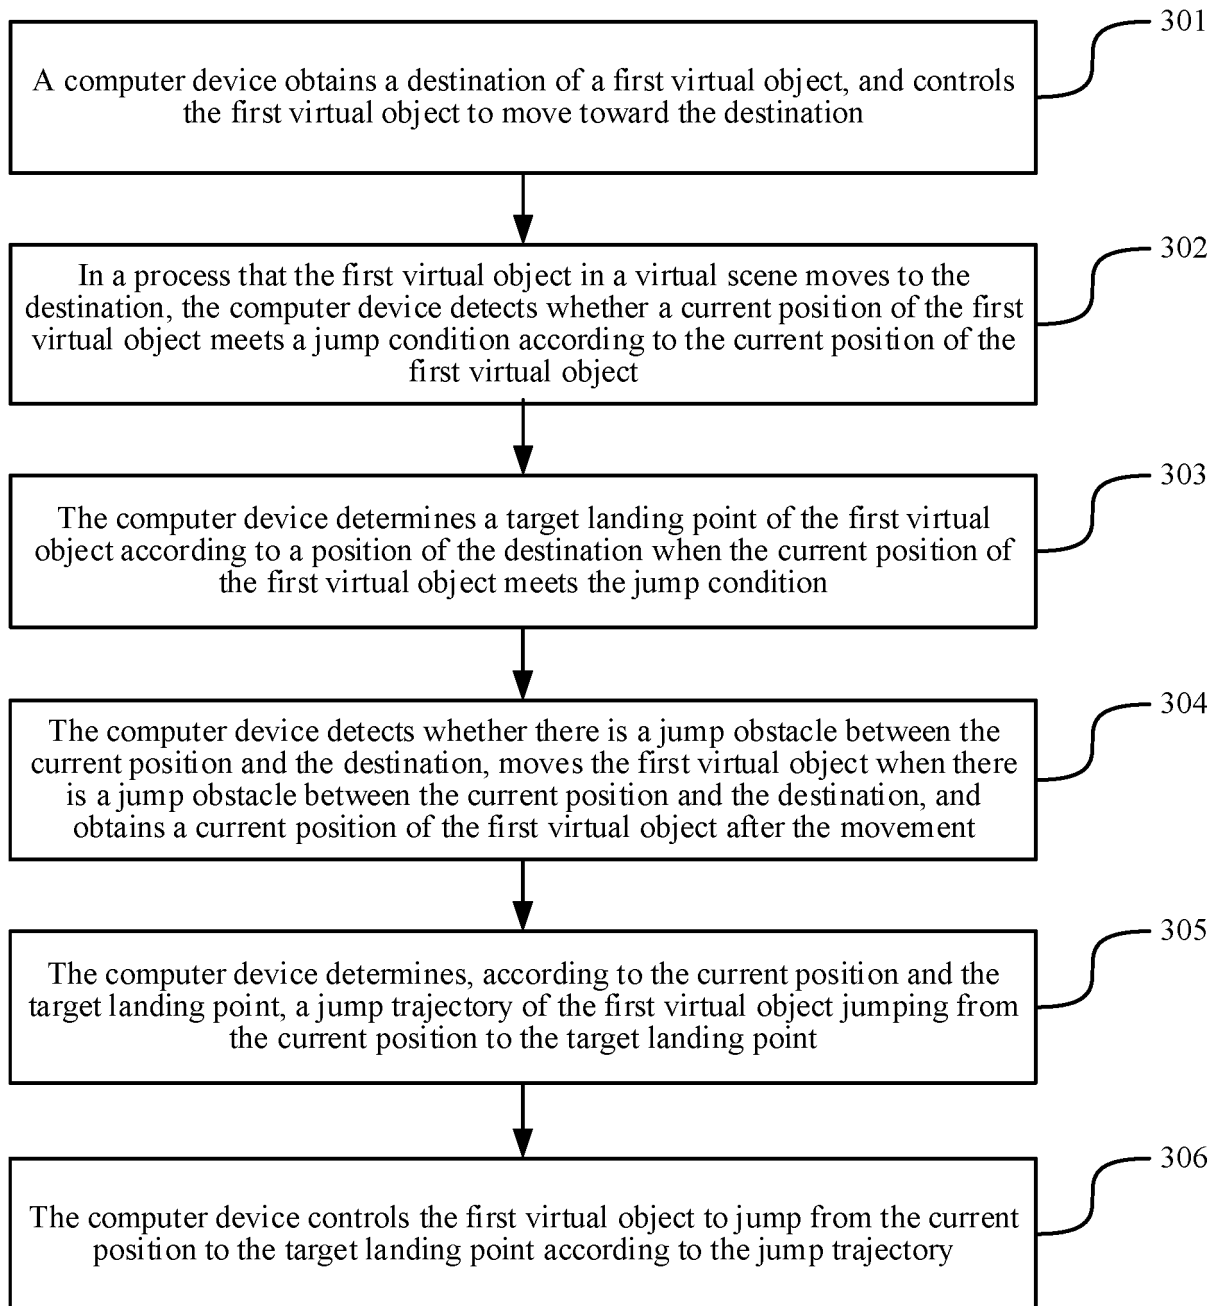 301
A computer device obtains a destination of a first virtual object, and controls
the first virtual object to move toward the destination
302
In a process that the first virtual object in a virtual scene moves to the
destination, the computer device detects whether a current position of the first
virtual object meets a jump condition according to the current position of the
first virtual object
303
The computer device determines a target landing point of the first virtual
object according to a position of the destination when the current position of
the first virtual object meets the jump condition
304
The computer device detects whether there is a jump obstacle between the
current position and the destination, moves the first virtual object when there
is a jump obstacle between the current position and the destination, and
obtains a current position of the first virtual object after the movement
305
The computer device determines, according to the current position and the
target landing point, a jump trajectory of the first virtual object jumping from
the current position to the target landing point
306
The computer device controls the first virtual object to jump from the current
position to the target landing point according to the jump trajectory